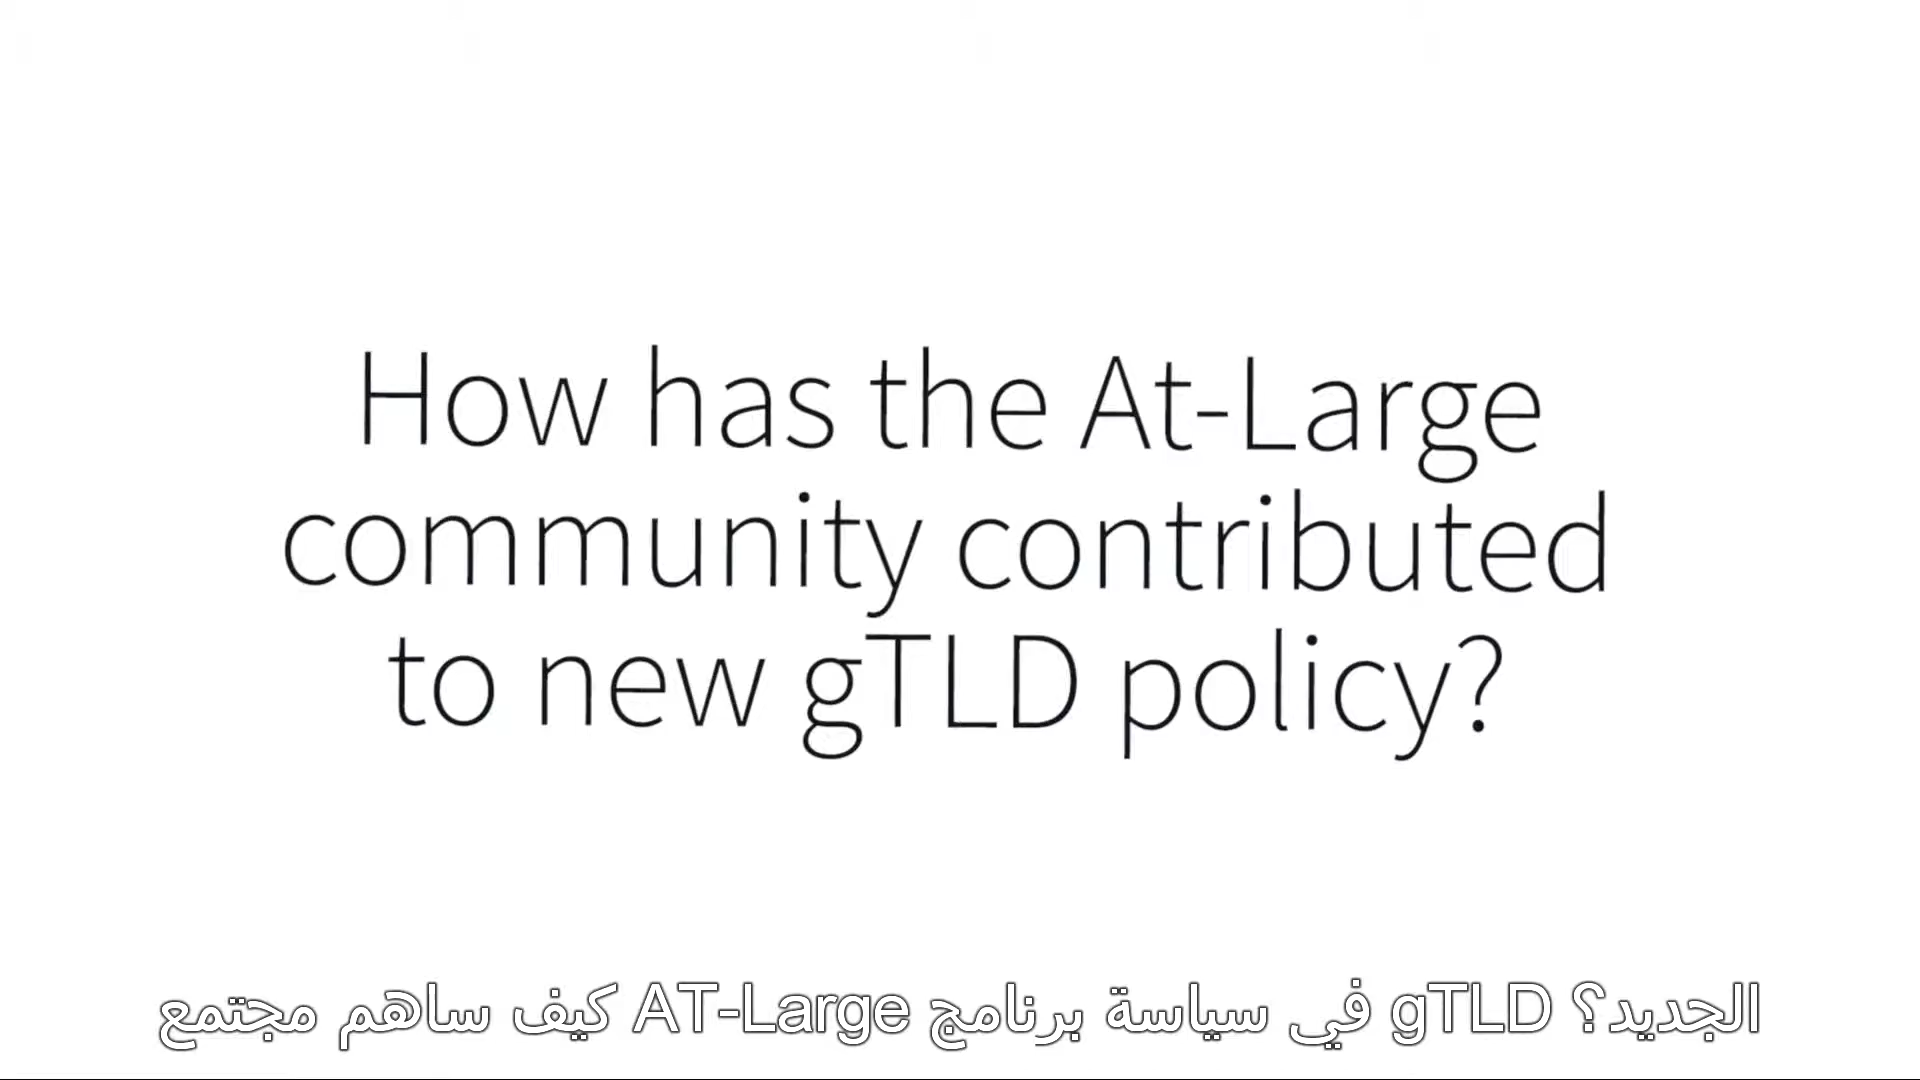 How has the At-Large
community contributed
to new gTLD policy?
كيف ساهم مجتمع AT-Large في سياسة برنامج gTLD الجديد؟